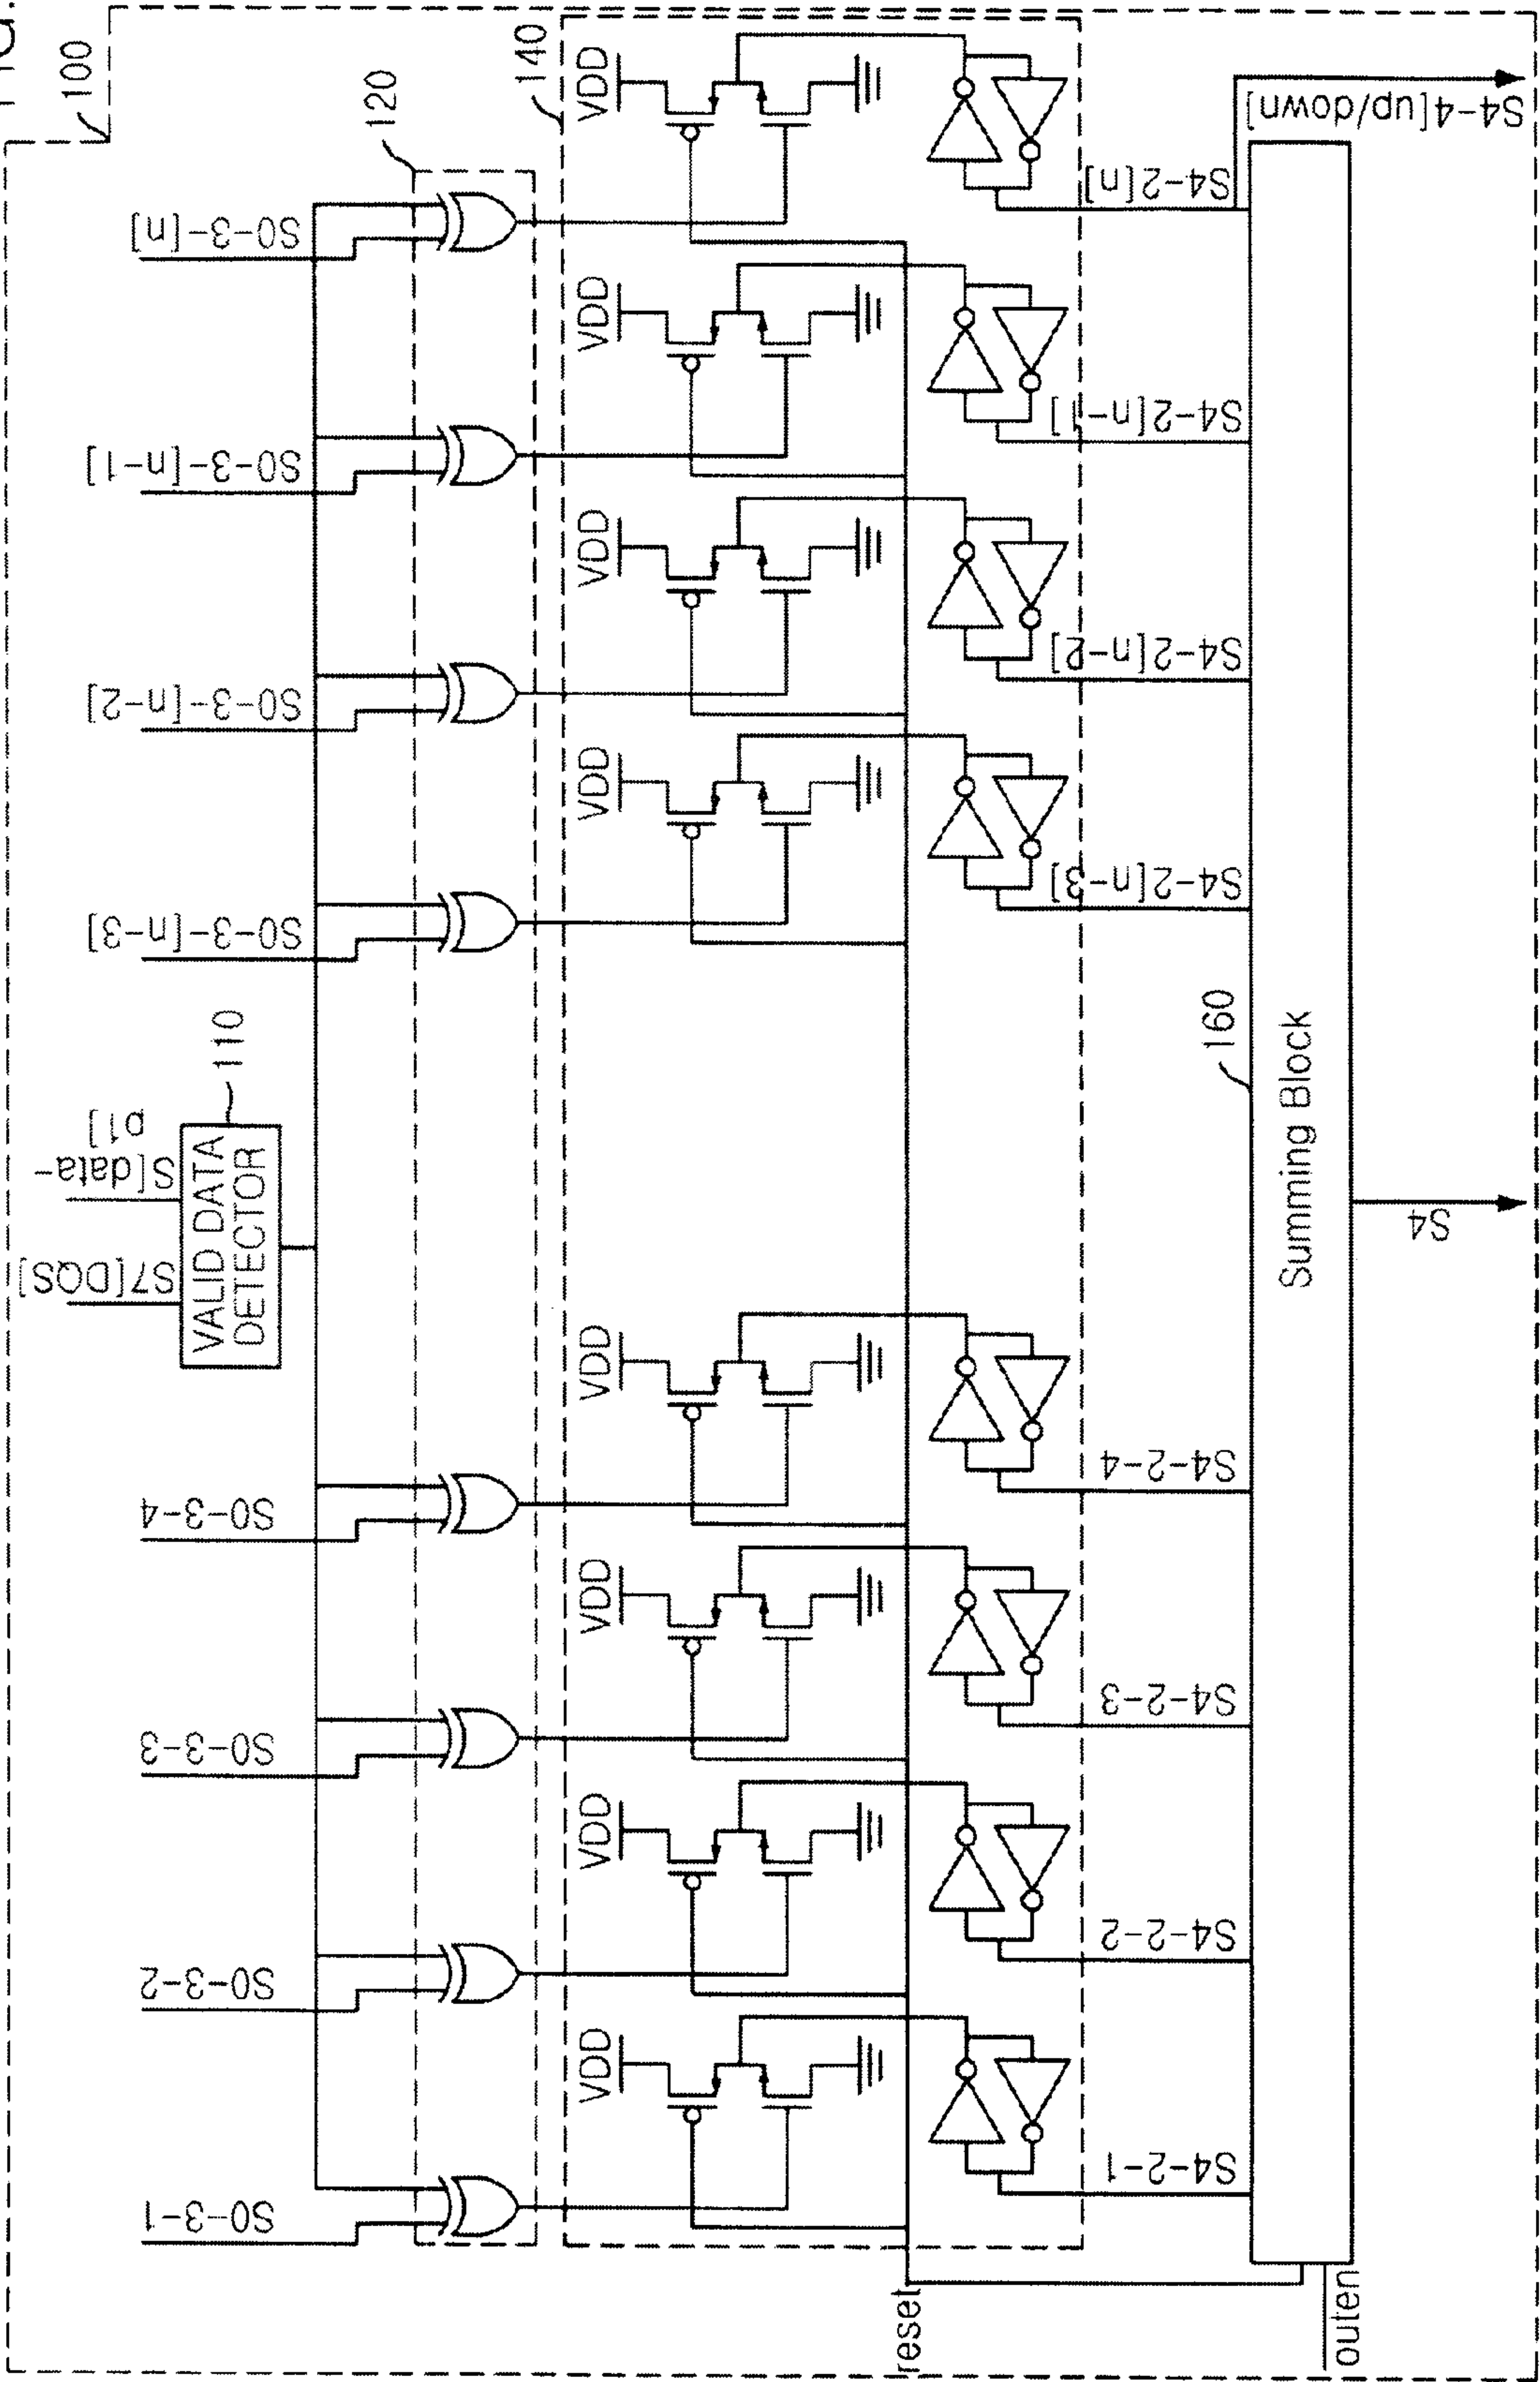 100
S0-3-1
S0-3-2
S0-3-3
S0-3-4
S7[DQS]
S[data-
p1]
VALID DATA
DETECTOR
110
S0-3-[n-3]
S0-3-[n-2]
S0-3-[n-1]
S0-3-[n]
120
140
VDD
VDD
VDD
VDD
VDD
VDD
VDD
VDD
reset
S4-2-1
S4-2-2
S4-2-3
S4-2-4
S4-2[n-3]
S4-2[n-2]
S4-2[n-1]
S4-2[n]
160
Summing Block
outen
S4
S4-4[up/down]